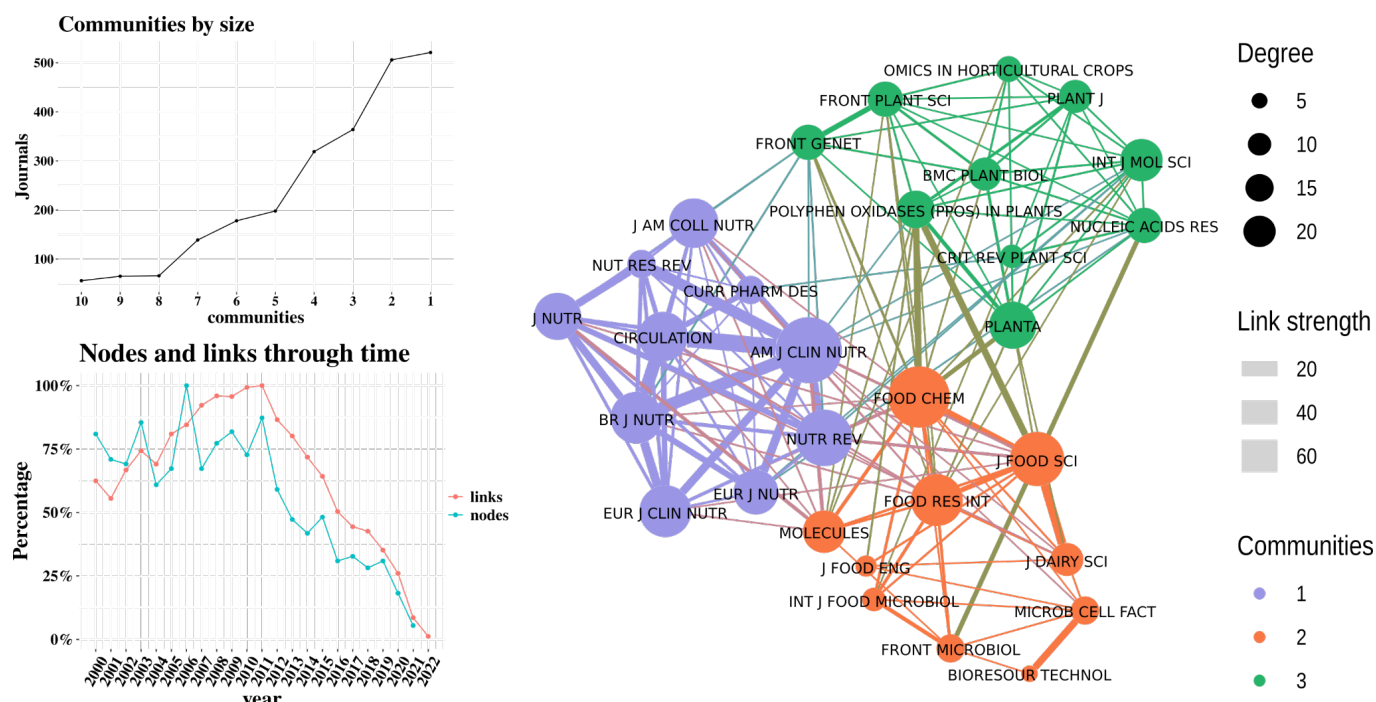 Communities by size
500
400
300
200
100
Journals
10 9 8 7 6 5 4 3 2 1
communities
Nodes and links through time
100%
75%
50%
25%
0%
Percentage
links
nodes
2000 2001 2002 2003 2004 2005 2006 2007 2008 2009 2010 2011 2012 2013 2014 2015 2016 2017 2018 2019 2020 2021 2022
year
OMICS IN HORTICULTURAL CROPS
FRONT PLANT SCI
PLANT J
FRONT GENET
INT J MOL SCI
BMC PLANT BIOL
POLYPHEN OXIDASES (PPOS) IN PLANTS
J AM COLL NUTR
NUCLEIC ACIDS RES
CRIT REV PLANT SCI
NUT RES REV
CURR PHARM DES
J NUTR
PLANTA
CIRCULATION
AM J CLIN NUTR
FOOD CHEM
BR J NUTR
NUTR REV
J FOOD SCI
EUR J NUTR
FOOD RES INT
EUR J CLIN NUTR
MOLECULES
J DAIRY SCI
J FOOD ENG
INT J FOOD MICROBIOL
MICROB CELL FACT
FRONT MICROBIOL
BIORESOUR TECHNOL
Degree
5
10
15
20
Link strength
20
40
60
Communities
1
2
3